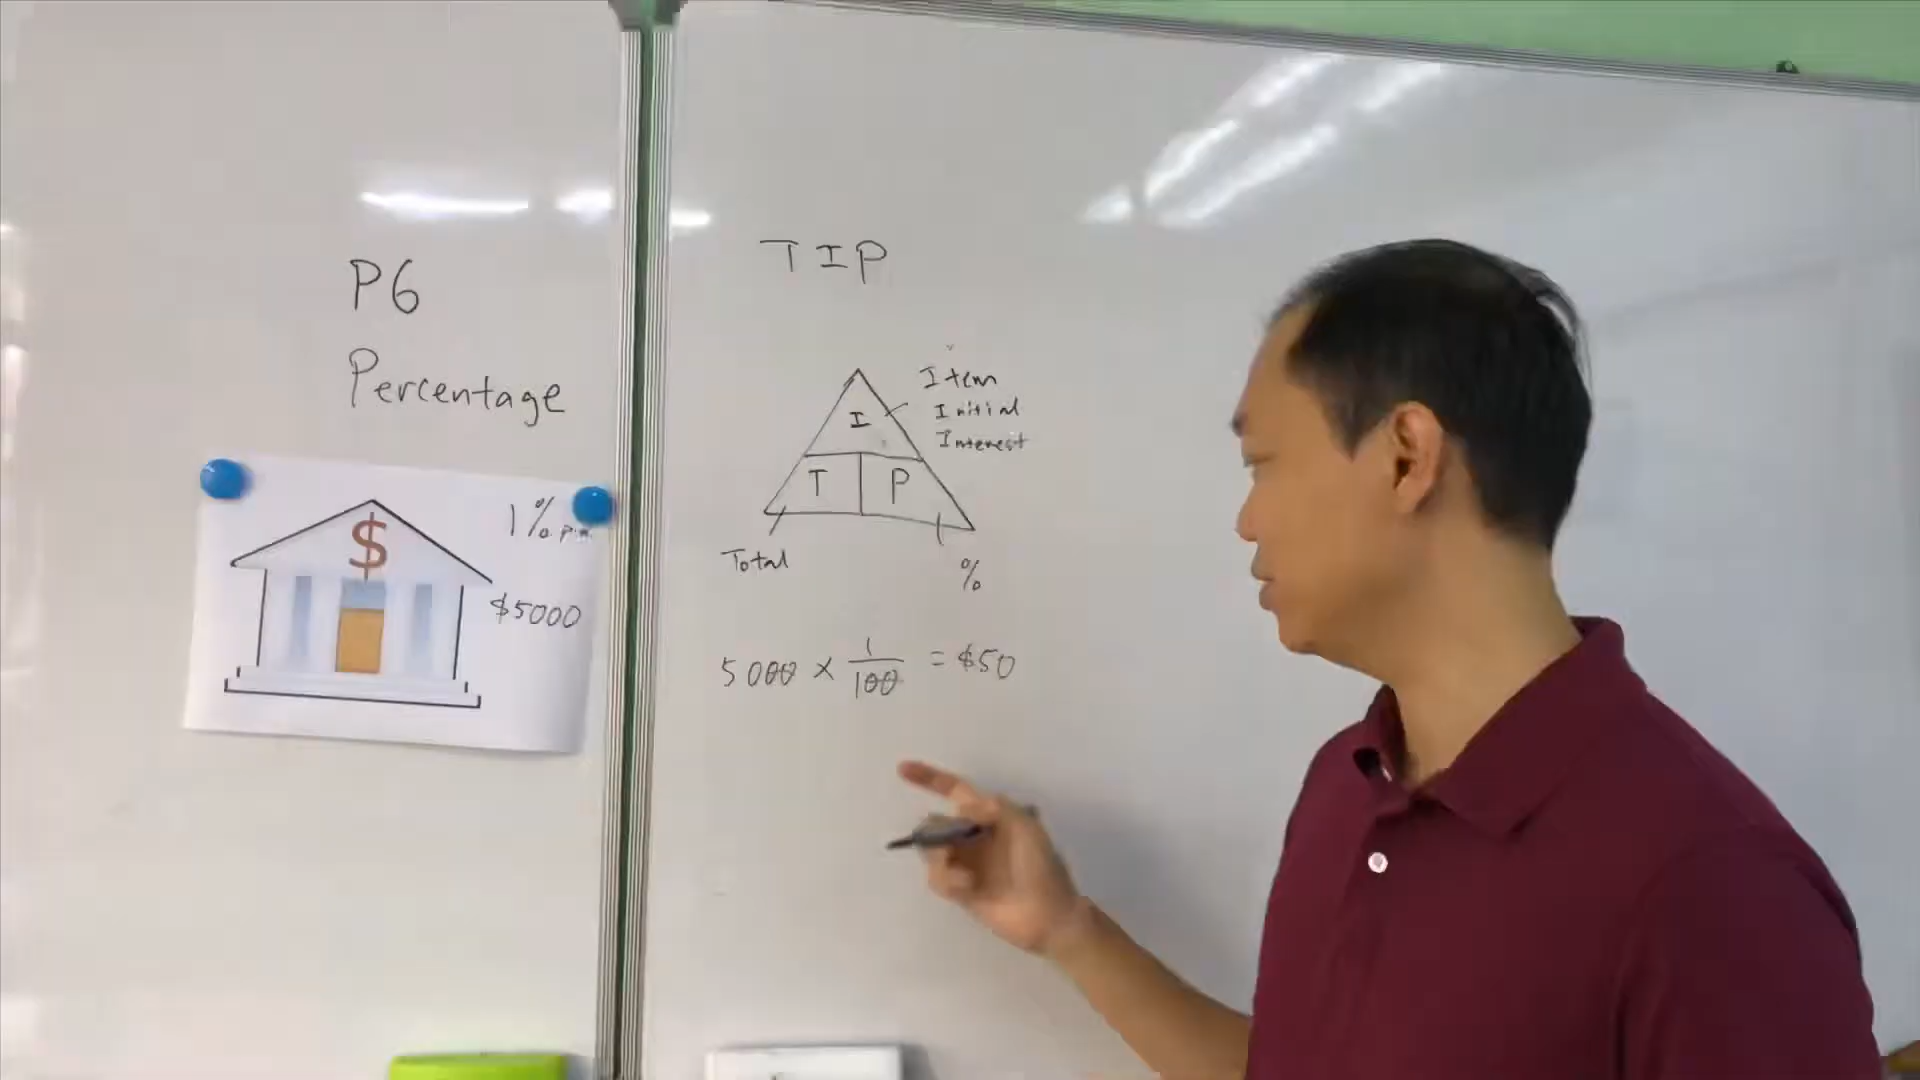 P6
Percentage
$
1%
$5000
TIP
I
Item
Initial
Interest
T
P
Total
%
5000 × 1/100 = $50